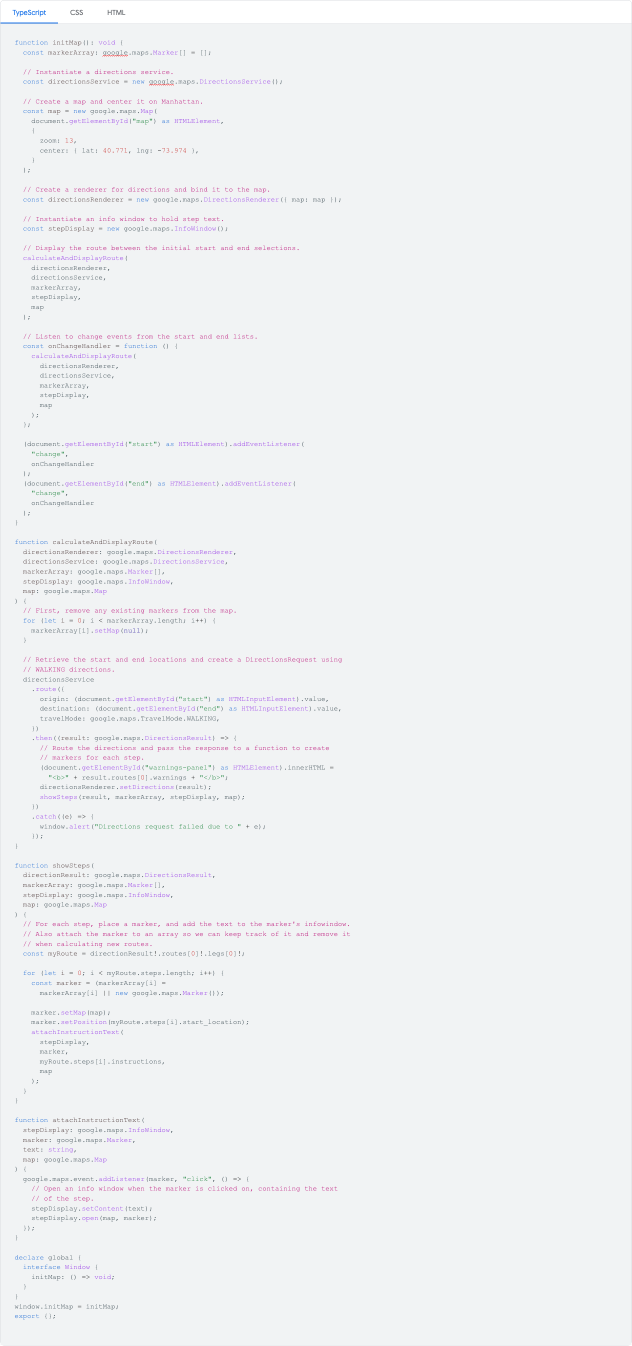 TypeScript CSS HTML
function initMap(): void {
  const markerArray: google.maps.Marker[] = [];

  // Instantiate a directions service.
  const directionsService = new google.maps.DirectionsService();

  // Create a map and center it on Manhattan.
  const map = new google.maps.Map(
    document.getElementById("map") as HTMLElement,
    {
      zoom: 13,
      center: { lat: 40.771, lng: -73.974 },
    }
  );

  // Create a renderer for directions and bind it to the map.
  const directionsRenderer = new google.maps.DirectionsRenderer({ map: map });

  // Instantiate an info window to hold step text.
  const stepDisplay = new google.maps.InfoWindow();

  // Display the route between the initial start and end selections.
  calculateAndDisplayRoute(
    directionsRenderer,
    directionsService,
    markerArray,
    stepDisplay,
    map
  );

  // Listen to change events from the start and end lists.
  const onChangeHandler = function () {
    calculateAndDisplayRoute(
      directionsRenderer,
      directionsService,
      markerArray,
      stepDisplay,
      map
    );
  };

  (document.getElementById("start") as HTMLElement).addEventListener(
    "change",
    onChangeHandler
  );
  (document.getElementById("end") as HTMLElement).addEventListener(
    "change",
    onChangeHandler
  );
}

function calculateAndDisplayRoute(
  directionsRenderer: google.maps.DirectionsRenderer,
  directionsService: google.maps.DirectionsService,
  markerArray: google.maps.Marker[],
  stepDisplay: google.maps.InfoWindow,
  map: google.maps.Map
) {
  // First, remove any existing markers from the map.
  for (let i = 0; i < markerArray.length; i++) {
    markerArray[i].setMap(null);
  }

  // Retrieve the start and end locations and create a DirectionsRequest using
  // WALKING directions.
  directionsService
    .route({
      origin: (document.getElementById("start") as HTMLInputElement).value,
      destination: (document.getElementById("end") as HTMLInputElement).value,
      travelMode: google.maps.TravelMode.WALKING,
    })
    .then((result: google.maps.DirectionsResult) => {
      // Route the directions and pass the response to a function to create
      // markers for each step.
      (document.getElementById("warnings-panel") as HTMLElement).innerHTML =
        "<b>" + result.routes[0].warnings + "</b>";
      directionsRenderer.setDirections(result);
      showSteps(result, markerArray, stepDisplay, map);
    })
    .catch((e) => {
      window.alert("Directions request failed due to " + e);
    });
}

function showSteps(
  directionResult: google.maps.DirectionsResult,
  markerArray: google.maps.Marker[],
  stepDisplay: google.maps.InfoWindow,
  map: google.maps.Map
) {
  // For each step, place a marker, and add the text to the marker's infowindow.
  // Also attach the marker to an array so we can keep track of it and remove it
  // when calculating new routes.
  const myRoute = directionResult!.routes[0]!.legs[0]!;

  for (let i = 0; i < myRoute.steps.length; i++) {
    const marker = (markerArray[i] =
      markerArray[i] || new google.maps.Marker());

    marker.setMap(map);
    marker.setPosition(myRoute.steps[i].start_location);
    attachInstructionText(
      stepDisplay,
      marker,
      myRoute.steps[i].instructions,
      map
    );
  }
}

function attachInstructionText(
  stepDisplay: google.maps.InfoWindow,
  marker: google.maps.Marker,
  text: string,
  map: google.maps.Map
) {
  google.maps.event.addListener(marker, "click", () => {
    // Open an info window when the marker is clicked on, containing the text
    // of the step.
    stepDisplay.setContent(text);
    stepDisplay.open(map, marker);
  });
}

declare global {
  interface Window {
    initMap: () => void;
  }
}
window.initMap = initMap;
export {};